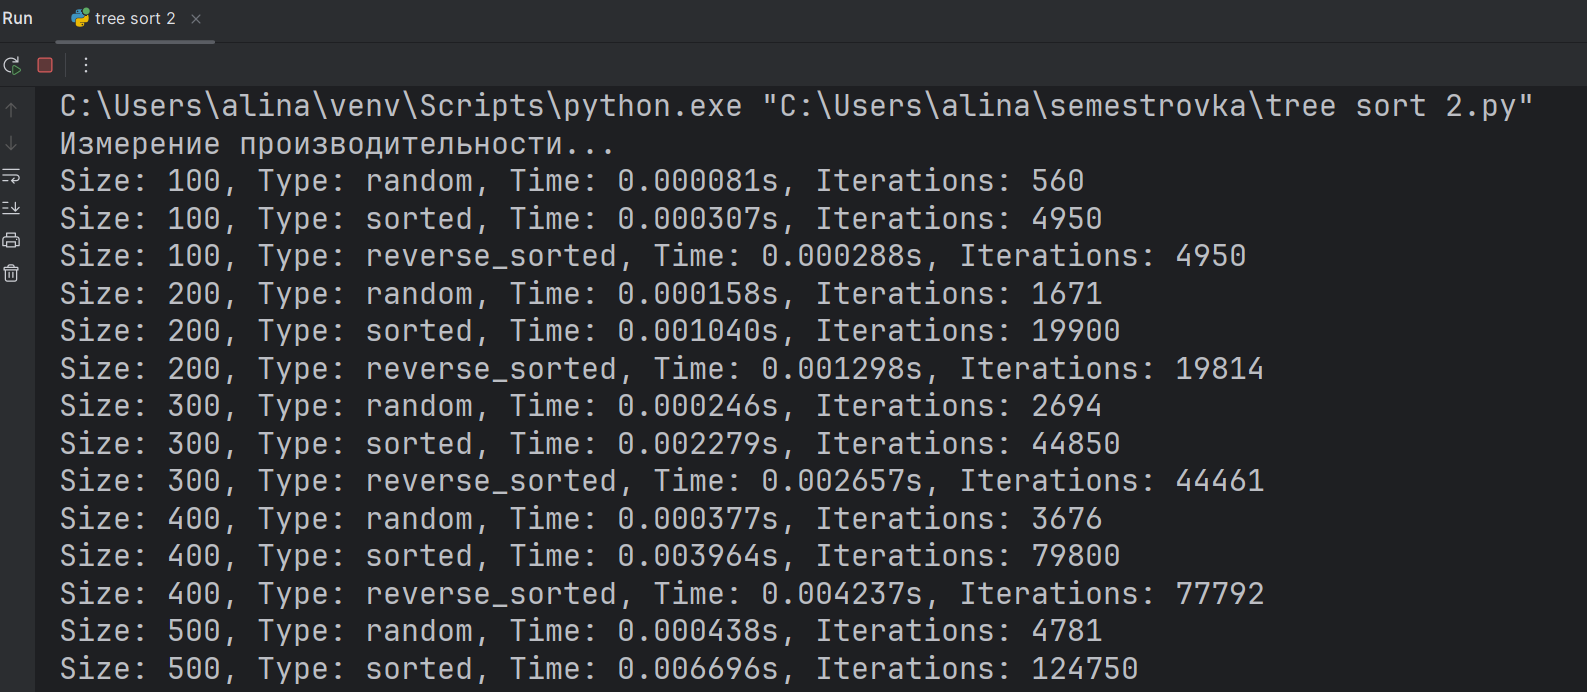 Run tree sort 2
C:\Users\alina\venv\Scripts\python.exe "C:\Users\alina\semestrovka\tree sort 2.py"
Измерение производительности...
Size: 100, Type: random, Time: 0.000081s, Iterations: 560
Size: 100, Type: sorted, Time: 0.000307s, Iterations: 4950
Size: 100, Type: reverse_sorted, Time: 0.000288s, Iterations: 4950
Size: 200, Type: random, Time: 0.000158s, Iterations: 1671
Size: 200, Type: sorted, Time: 0.001040s, Iterations: 19900
Size: 200, Type: reverse_sorted, Time: 0.001298s, Iterations: 19814
Size: 300, Type: random, Time: 0.000246s, Iterations: 2694
Size: 300, Type: sorted, Time: 0.002279s, Iterations: 44850
Size: 300, Type: reverse_sorted, Time: 0.002657s, Iterations: 44461
Size: 400, Type: random, Time: 0.000377s, Iterations: 3676
Size: 400, Type: sorted, Time: 0.003964s, Iterations: 79800
Size: 400, Type: reverse_sorted, Time: 0.004237s, Iterations: 77792
Size: 500, Type: random, Time: 0.000438s, Iterations: 4781
Size: 500, Type: sorted, Time: 0.006696s, Iterations: 124750